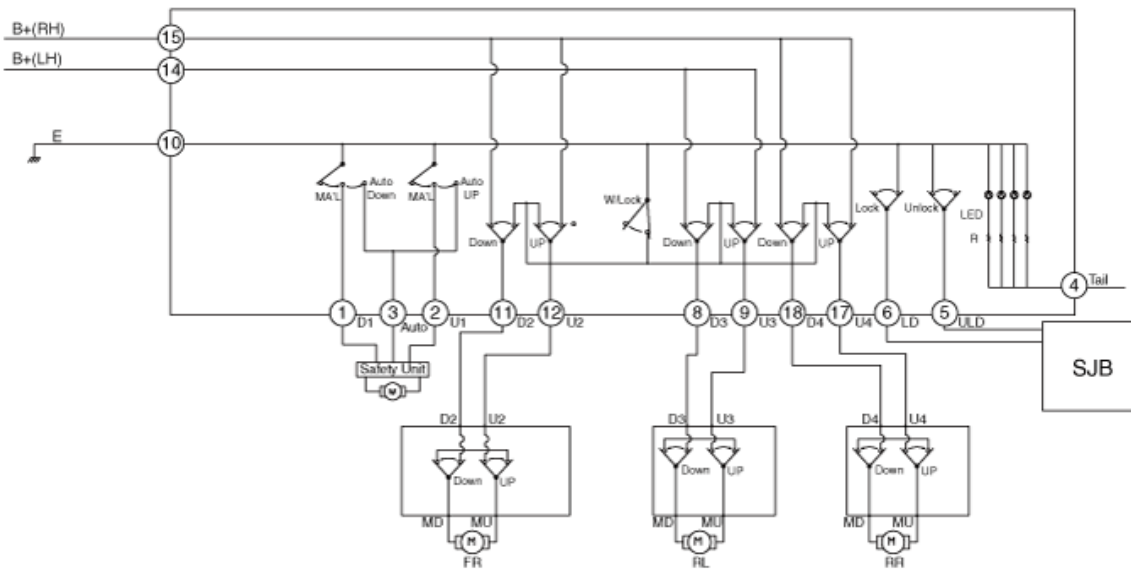 B+(RH)
15
B+(LH)
14
E
10
MA'L
Auto
Down
MA'L
Auto
UP
Down
UP
W/Lock
Down
UP
Down
UP
Lock
Unlock
LED
R
4
Tail
1 D1 3 Auto 2 U1 11 D2 12 U2 8 D3 9 U3 18 D4 17 U4 6 LD 5 ULD
Safety Unit
M
SJB
D2 U2 D3 U3 D4 U4
Down UP Down UP Down UP
MD MU MD MU MD MU
M M M
FR RL RR